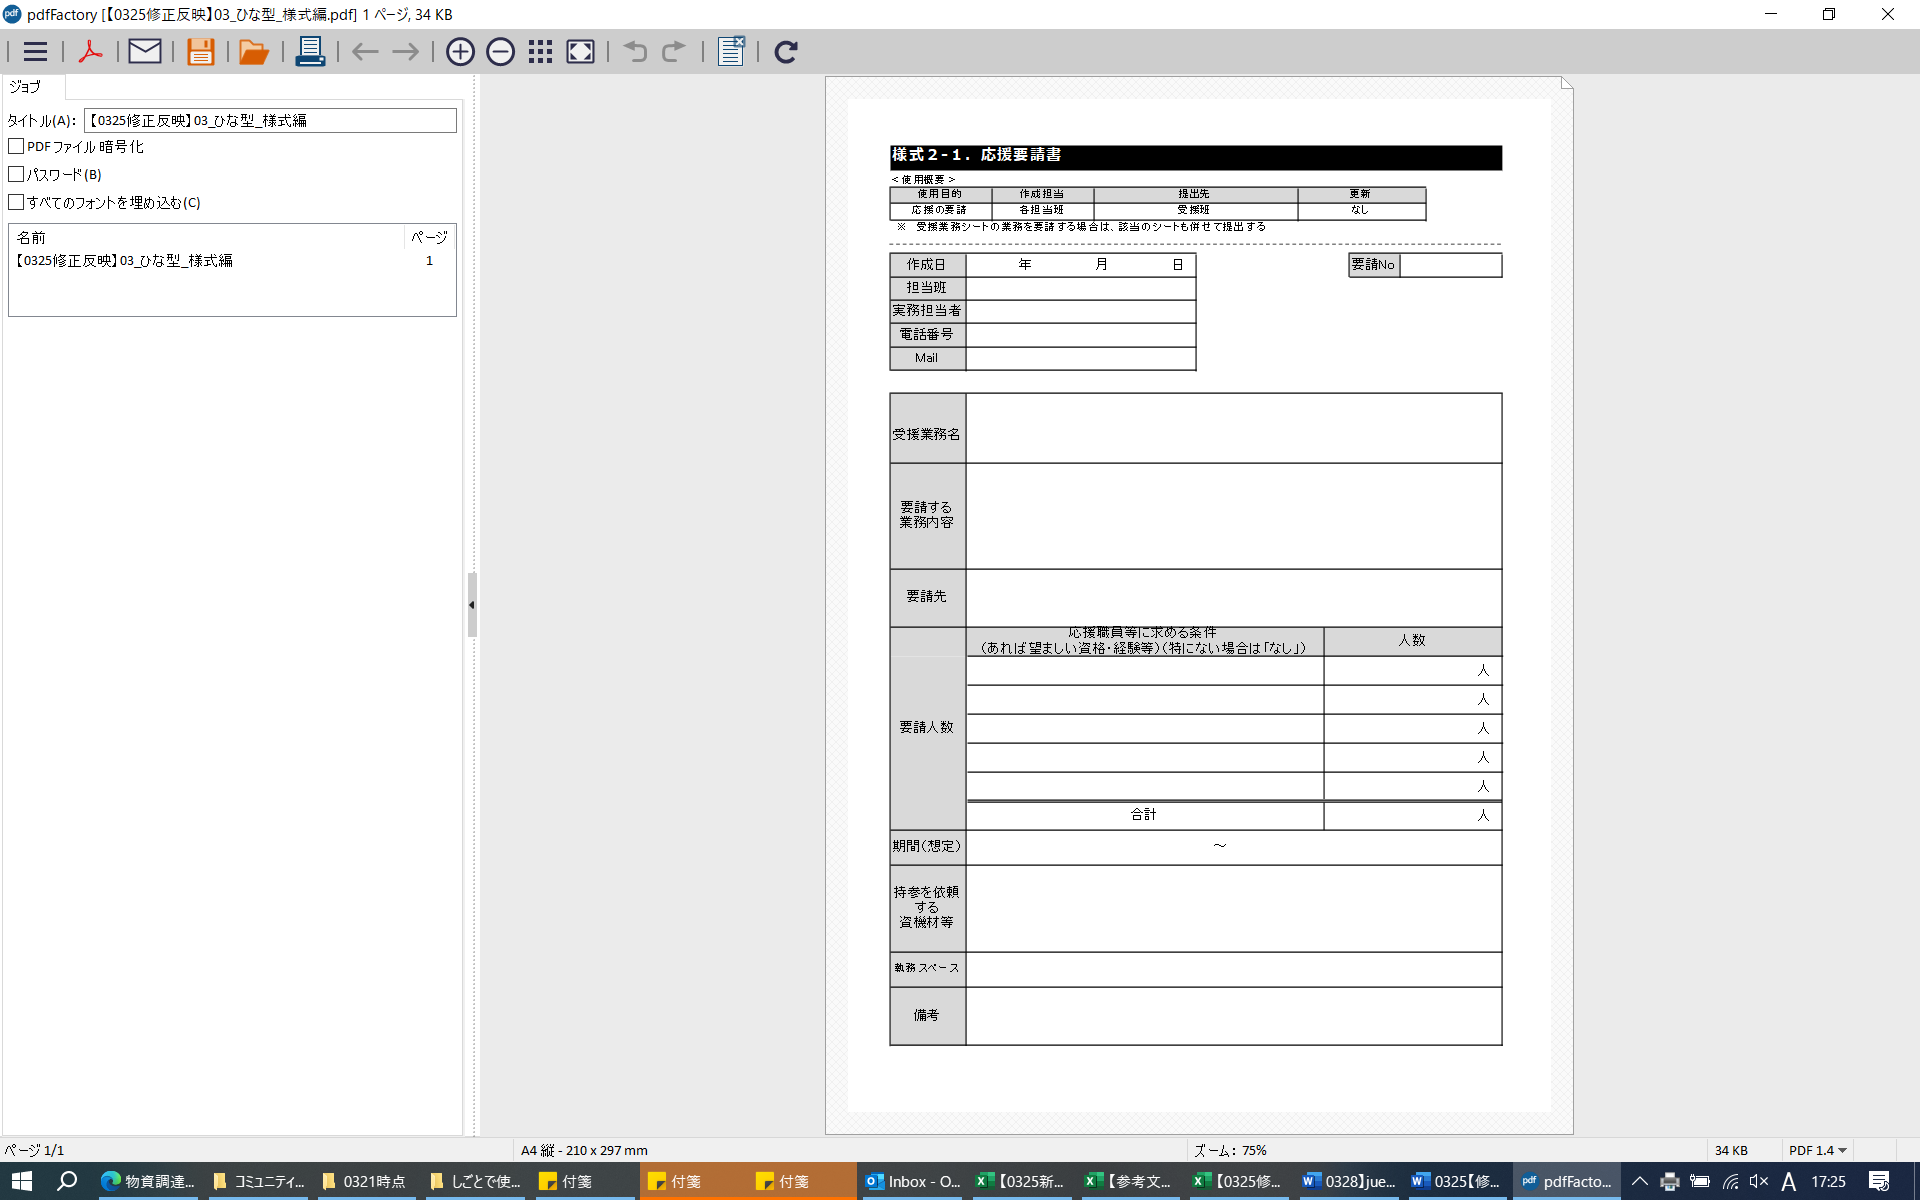 pdf pdfFactory [【0325修正反映】03_ひな型_様式編.pdf] 1 ページ, 34 KB
ジョブ
タイトル(A): 【0325修正反映】03_ひな型_様式編
PDF ファイル 暗号化
パスワード(B)
すべてのフォントを埋め込む(C)
名前 ページ
【0325修正反映】03_ひな型_様式編 1
様式２-１．応援要請書
＜使用概要＞
使用目的 作成担当 提出先 更新
応援の要請 各担当班 受援班 なし
※ 受援業務シートの業務を要請する場合は、該当のシートも併せて提出する
作成日 年 月 日 要請No
担当班
実務担当者
電話番号
Mail
受援業務名
要請する
業務内容
要請先
応援職員等に求める条件
（あれば望ましい資格・経験等）（特にない場合は「なし」） 人数
人
人
要請人数 人
人
人
合計 人
期間（想定） ～
持参を依頼
する
資機材等
執務スペース
備考
ページ 1/1 A4 縦 - 210 x 297 mm ズーム: 75% 34 KB PDF 1.4
物資調達... コミュニティ... 0321時点 しごとで使... 付箋 付箋 付箋 Inbox - O... 【0325新... 【参考文... 【0325修... 0328】jue... 0325【修... pdf pdfFacto... A 17:25